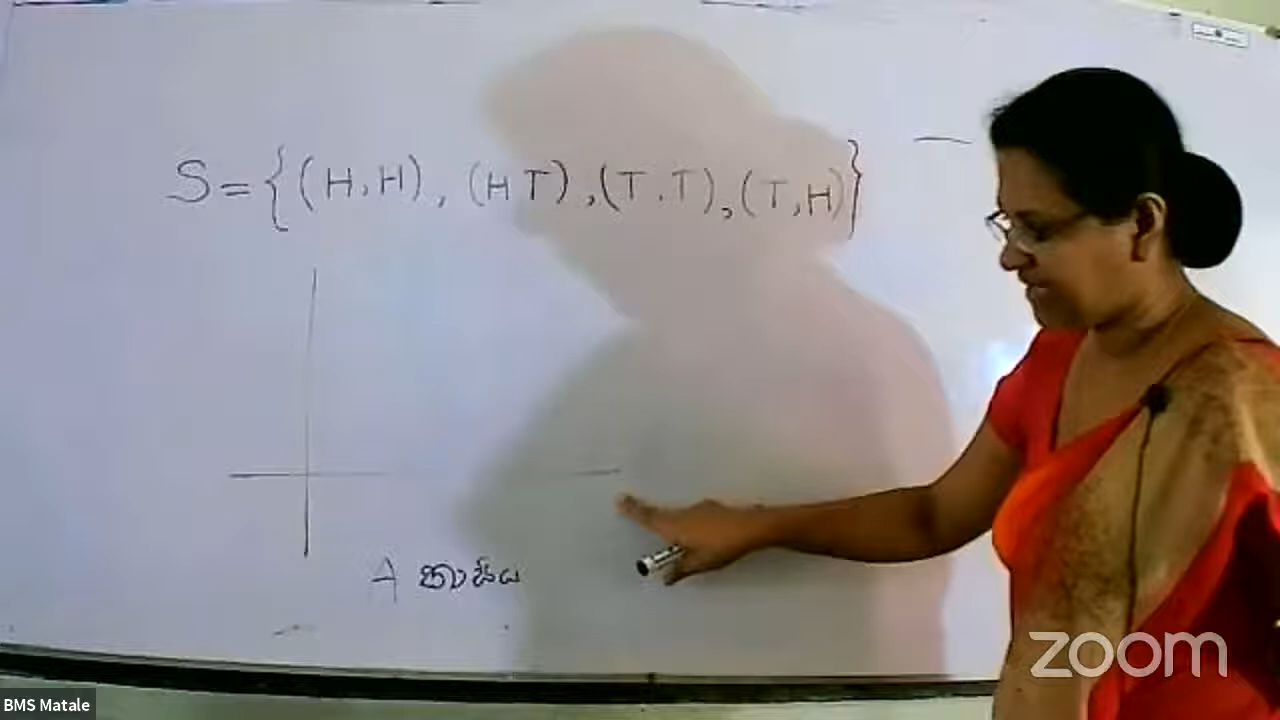 S = {(H,H), (H T), (T.T), (T,H)}
A කාසිය
zoom
BMS Matale